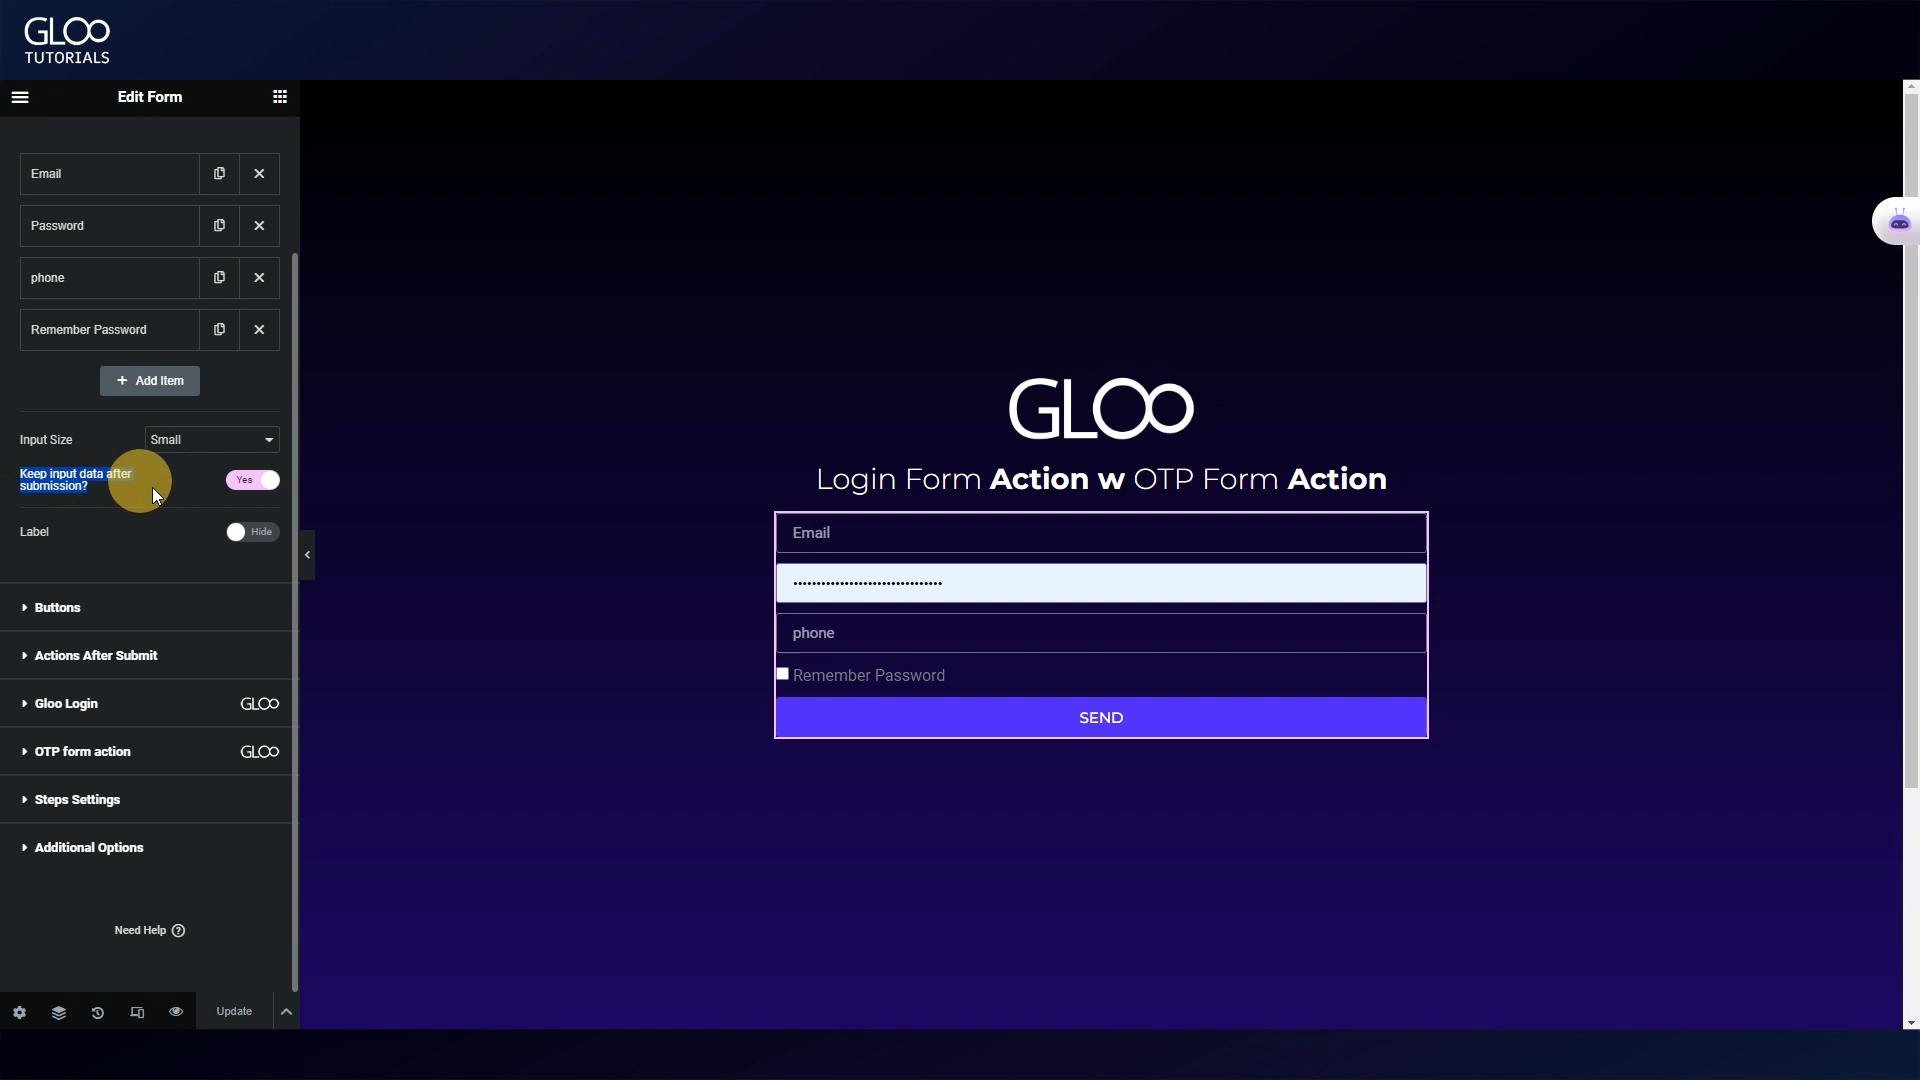 GLOO
TUTORIALS
Edit Form
Email
Password
phone
Remember Password
+ Add Item
Input Size
Small
Keep input data after
submission?
Yes
Label
Hide
Buttons
Actions After Submit
Gloo Login
GLOO
OTP form action
GLOO
Steps Settings
Additional Options
Need Help ?
Update
GLOO
Login Form Action w OTP Form Action
Email
•••••••••••••••••••••••••••••••
phone
Remember Password
SEND